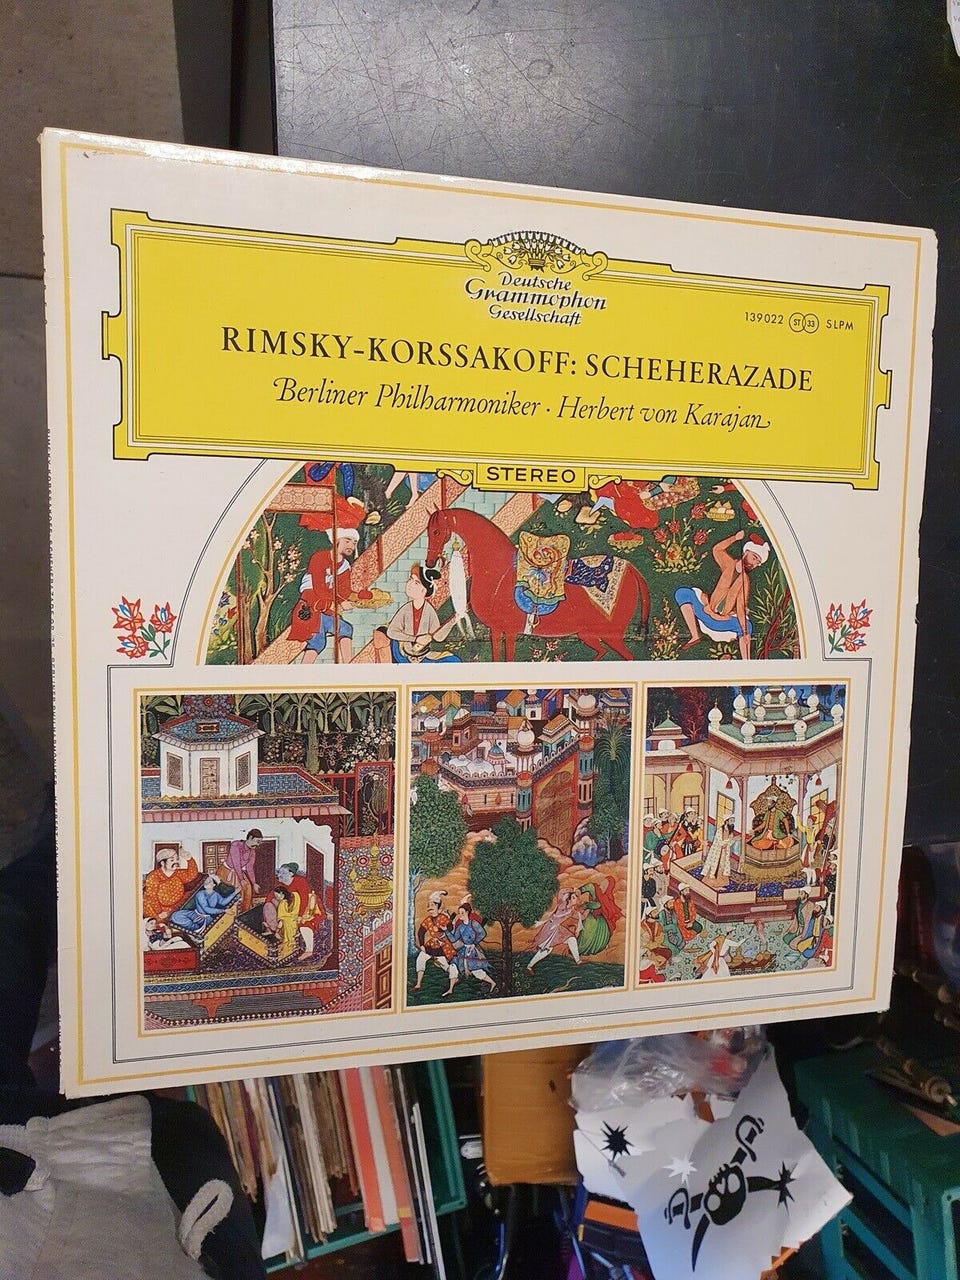 Deutsche
Grammophon
Gesellschaft
139022 ST 33 SLPM
RIMSKY-KORSSAKOFF: SCHEHERAZADE
Berliner Philharmoniker · Herbert von Karajan
STEREO